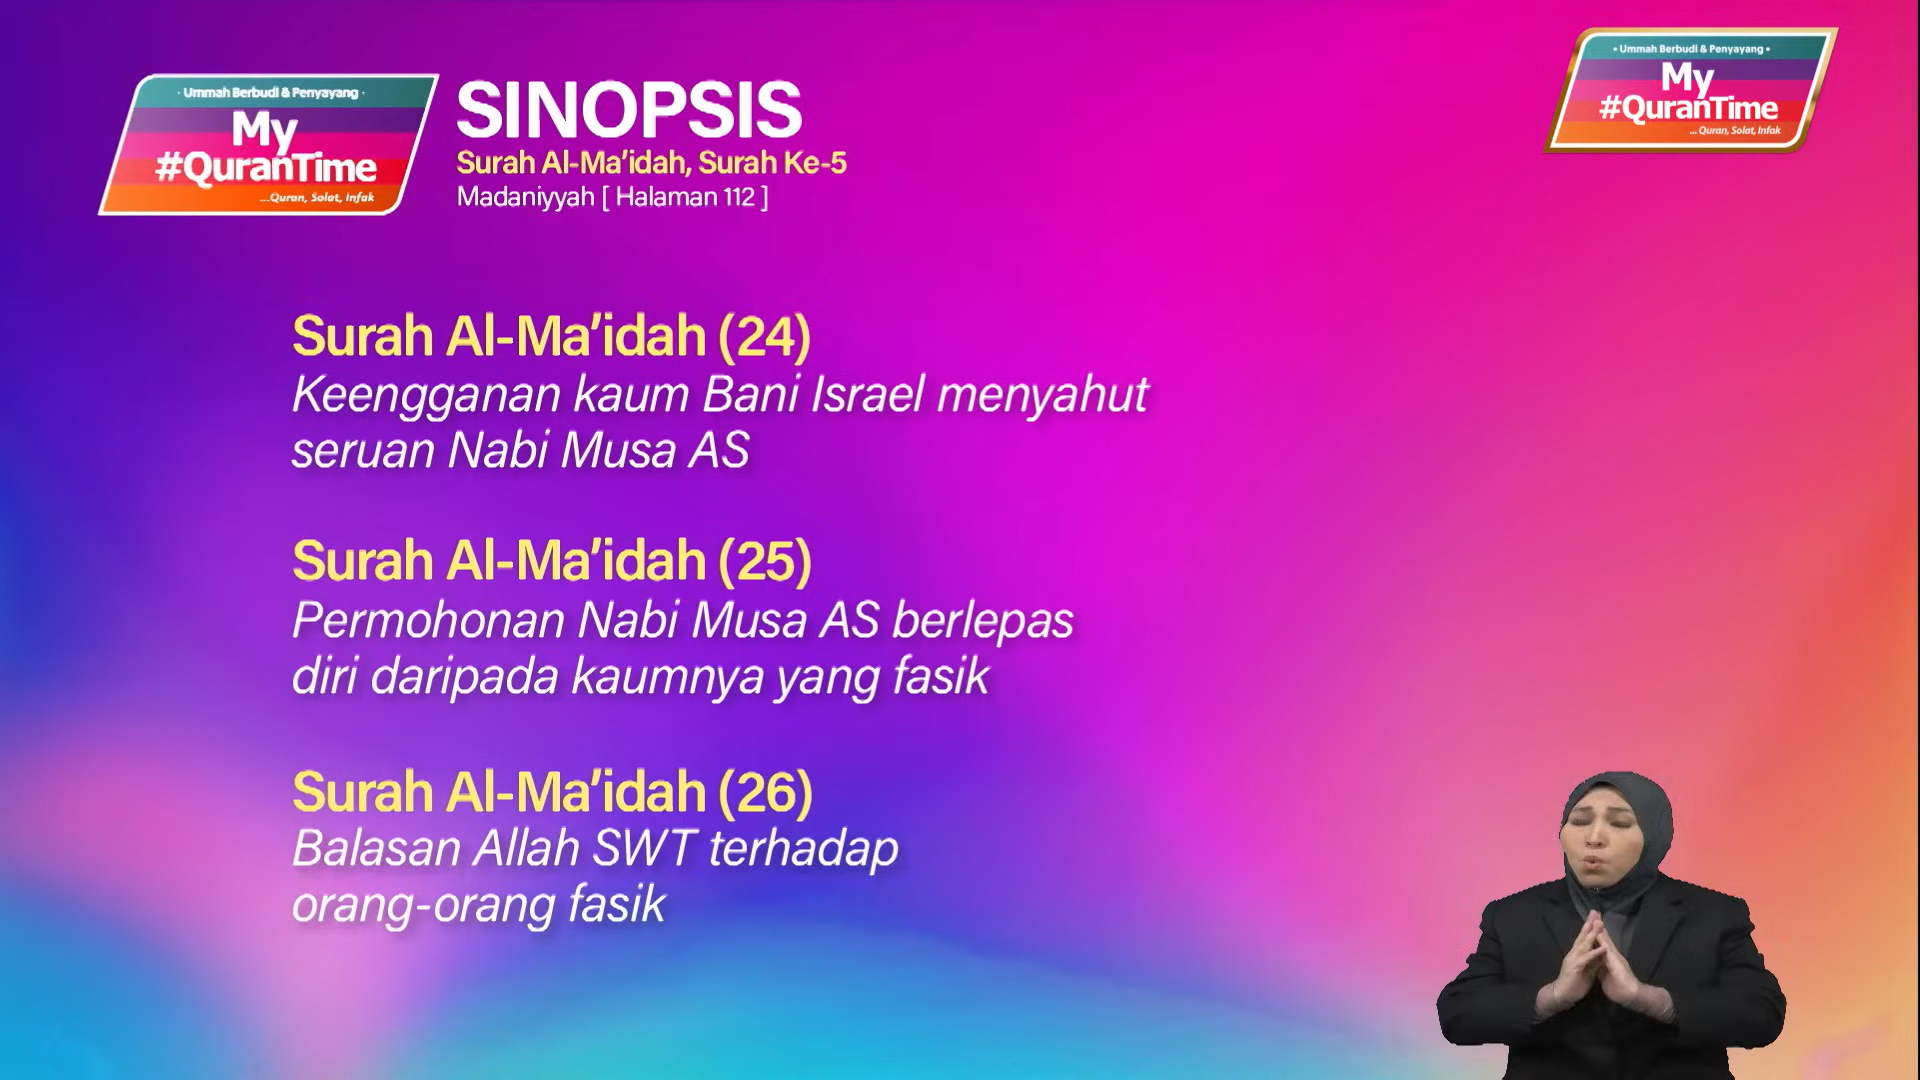 · Ummah Berbudi & Penyayang ·
My
#QuranTime
...Quran, Solat, Infak
SINOPSIS
Surah Al-Ma’idah, Surah Ke-5
Madaniyyah [ Halaman 112 ]
• Ummah Berbudi & Penyayang •
My
#QuranTime
... Quran, Solat, Infak
Surah Al-Ma’idah (24)
Keengganan kaum Bani Israel menyahut
seruan Nabi Musa AS
Surah Al-Ma’idah (25)
Permohonan Nabi Musa AS berlepas
diri daripada kaumnya yang fasik
Surah Al-Ma’idah (26)
Balasan Allah SWT terhadap
orang-orang fasik